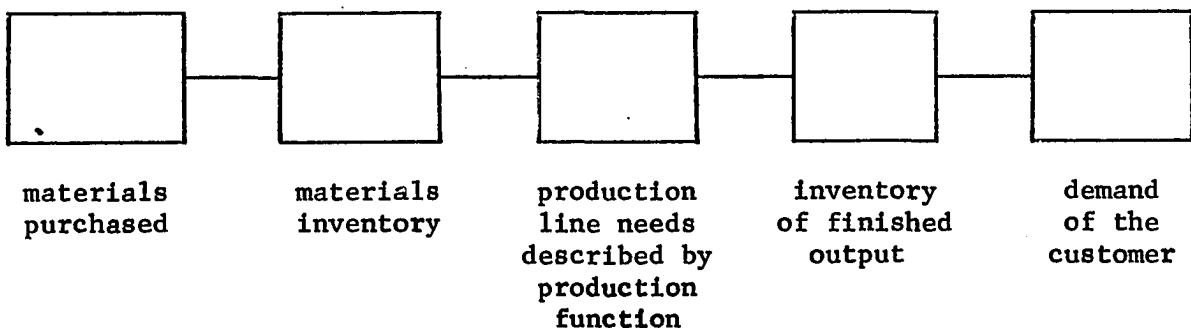 materials
purchased
materials
inventory
production
line needs
described by
production
function
inventory
of finished
output
demand
of the
customer